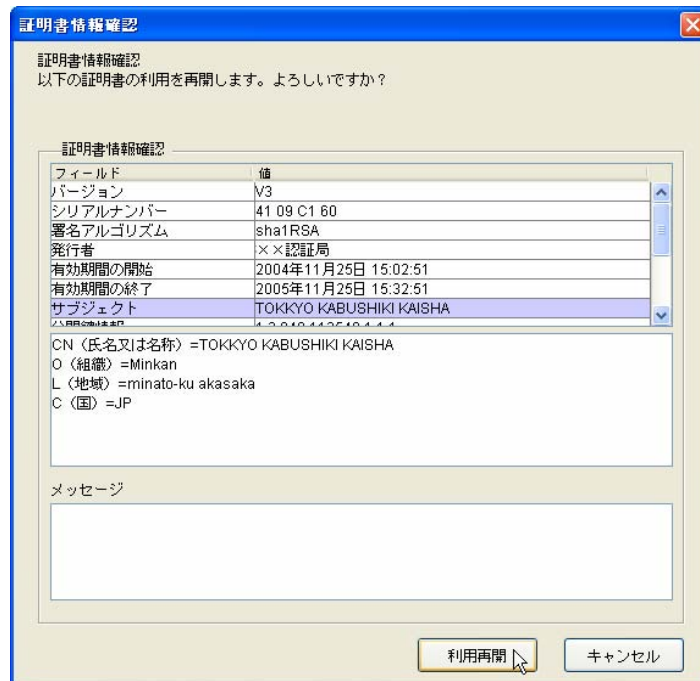 証明書情報確認
証明書情報確認
以下の証明書の利用を再開します。よろしいですか？
証明書情報確認
フィールド 値
バージョン V3
シリアルナンバー 41 09 C1 60
署名アルゴリズム sha1RSA
発行者 ××認証局
有効期間の開始 2004年11月25日 15:02:51
有効期間の終了 2005年11月25日 15:32:51
サブジェクト TOKKYO KABUSHIKI KAISHA
CN（氏名又は名称）=TOKKYO KABUSHIKI KAISHA
O（組織）=Minkan
L（地域）=minato-ku akasaka
C（国）=JP
メッセージ
利用再開 キャンセル